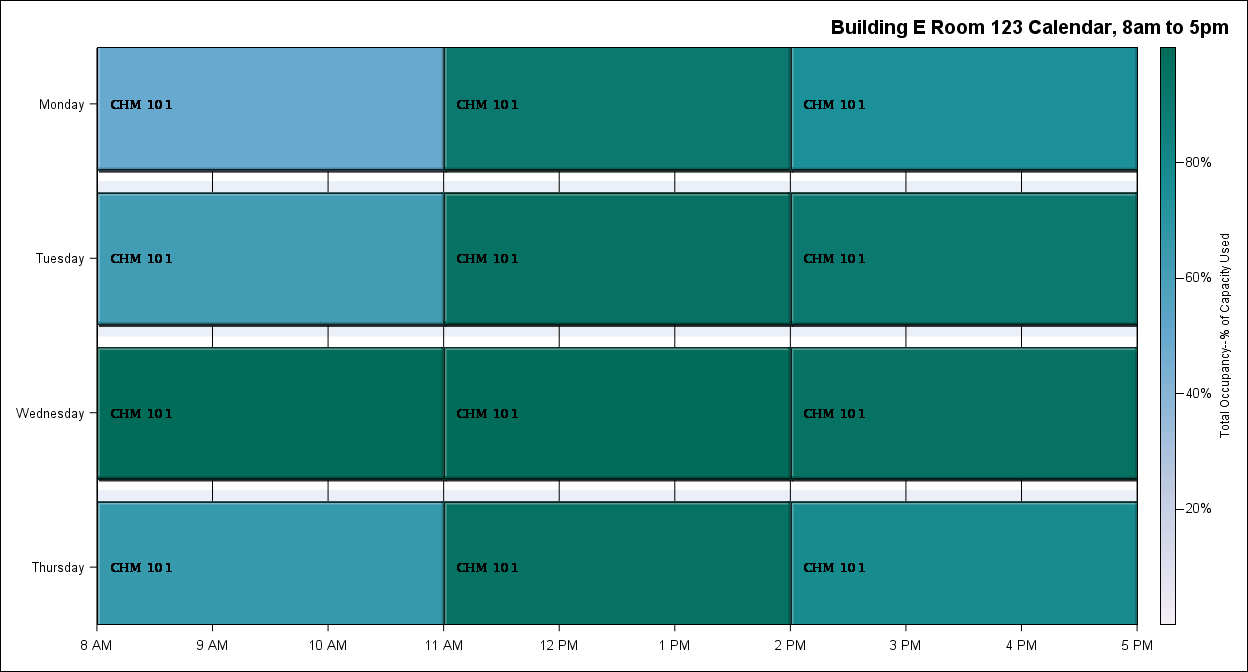 Building E Room 123 Calendar, 8am to 5pm
Monday
CHM 101
CHM 101
CHM 101
80%
Tuesday
CHM 101
CHM 101
CHM 101
60%
Total Occupancy--% of Capacity Used
40%
Wednesday
CHM 101
CHM 101
CHM 101
20%
Thursday
CHM 101
CHM 101
CHM 101
8 AM
9 AM
10 AM
11 AM
12 PM
1 PM
2 PM
3 PM
4 PM
5 PM